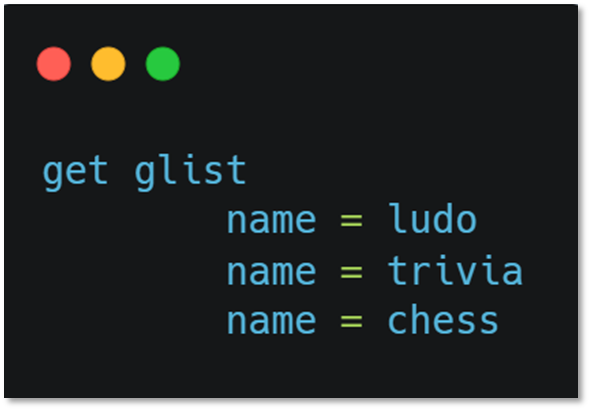 get glist
name = ludo
name = trivia
name = chess